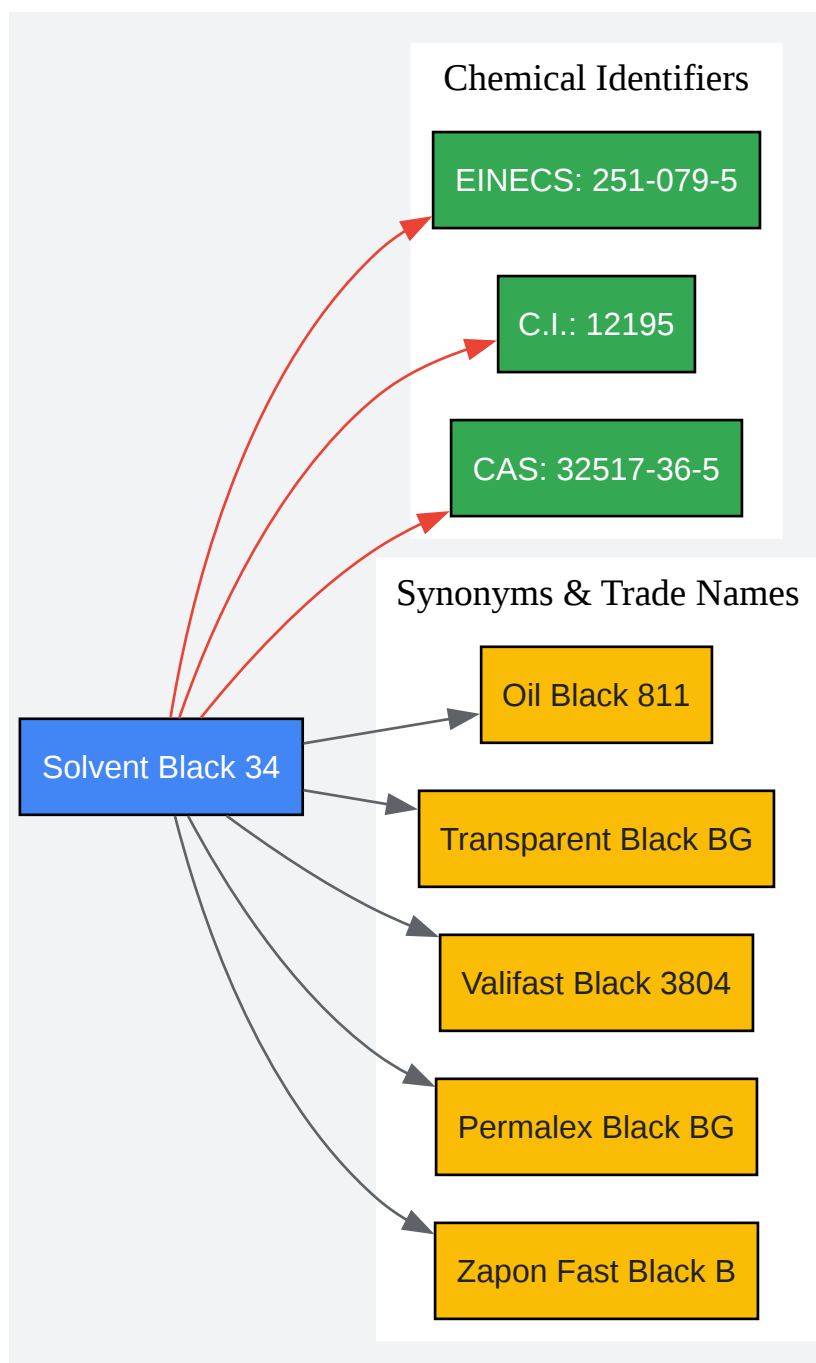 Chemical Identifiers
EINECS: 251-079-5
C.I.: 12195
CAS: 32517-36-5
Synonyms & Trade Names
Oil Black 811
Solvent Black 34
Transparent Black BG
Valifast Black 3804
Permalex Black BG
Zapon Fast Black B